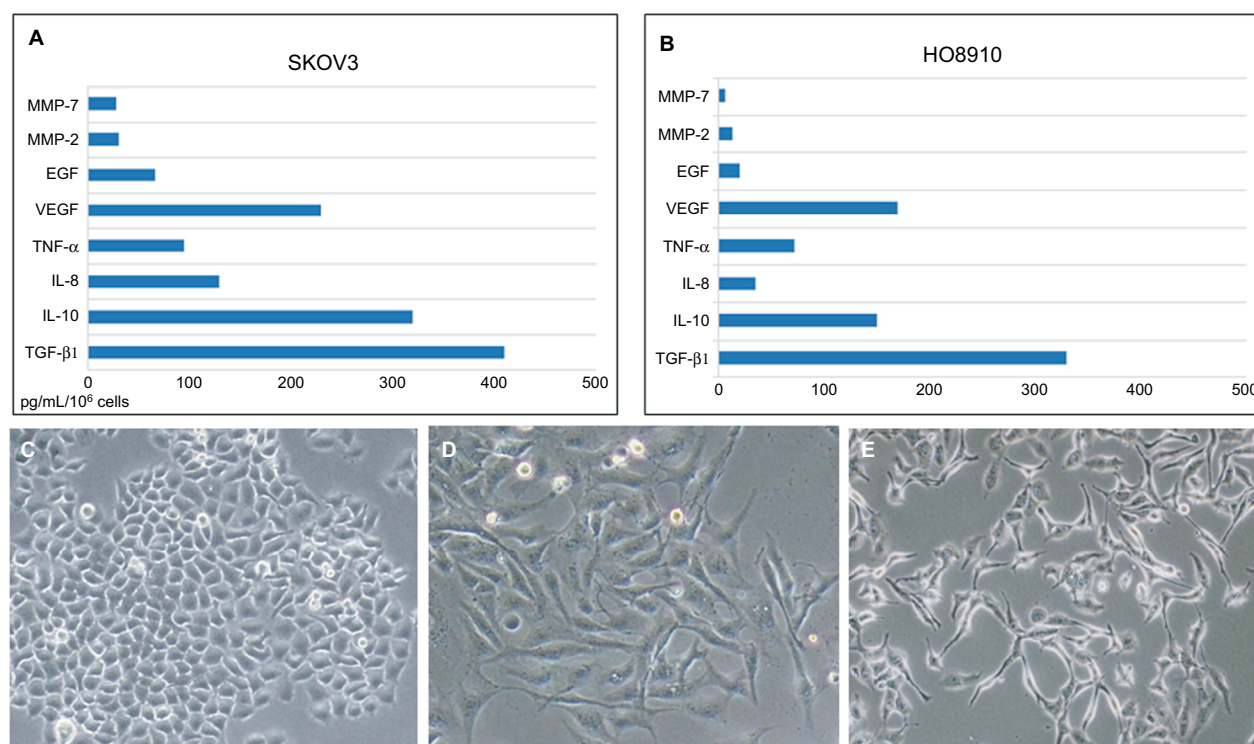 A
SKOV3
MMP-7
MMP-2
EGF
VEGF
TNF-α
IL-8
IL-10
TGF-β1
0 100 200 300 400 500
pg/mL/10⁶ cells
B
HO8910
MMP-7
MMP-2
EGF
VEGF
TNF-α
IL-8
IL-10
TGF-β1
0 100 200 300 400 500
C
D
E